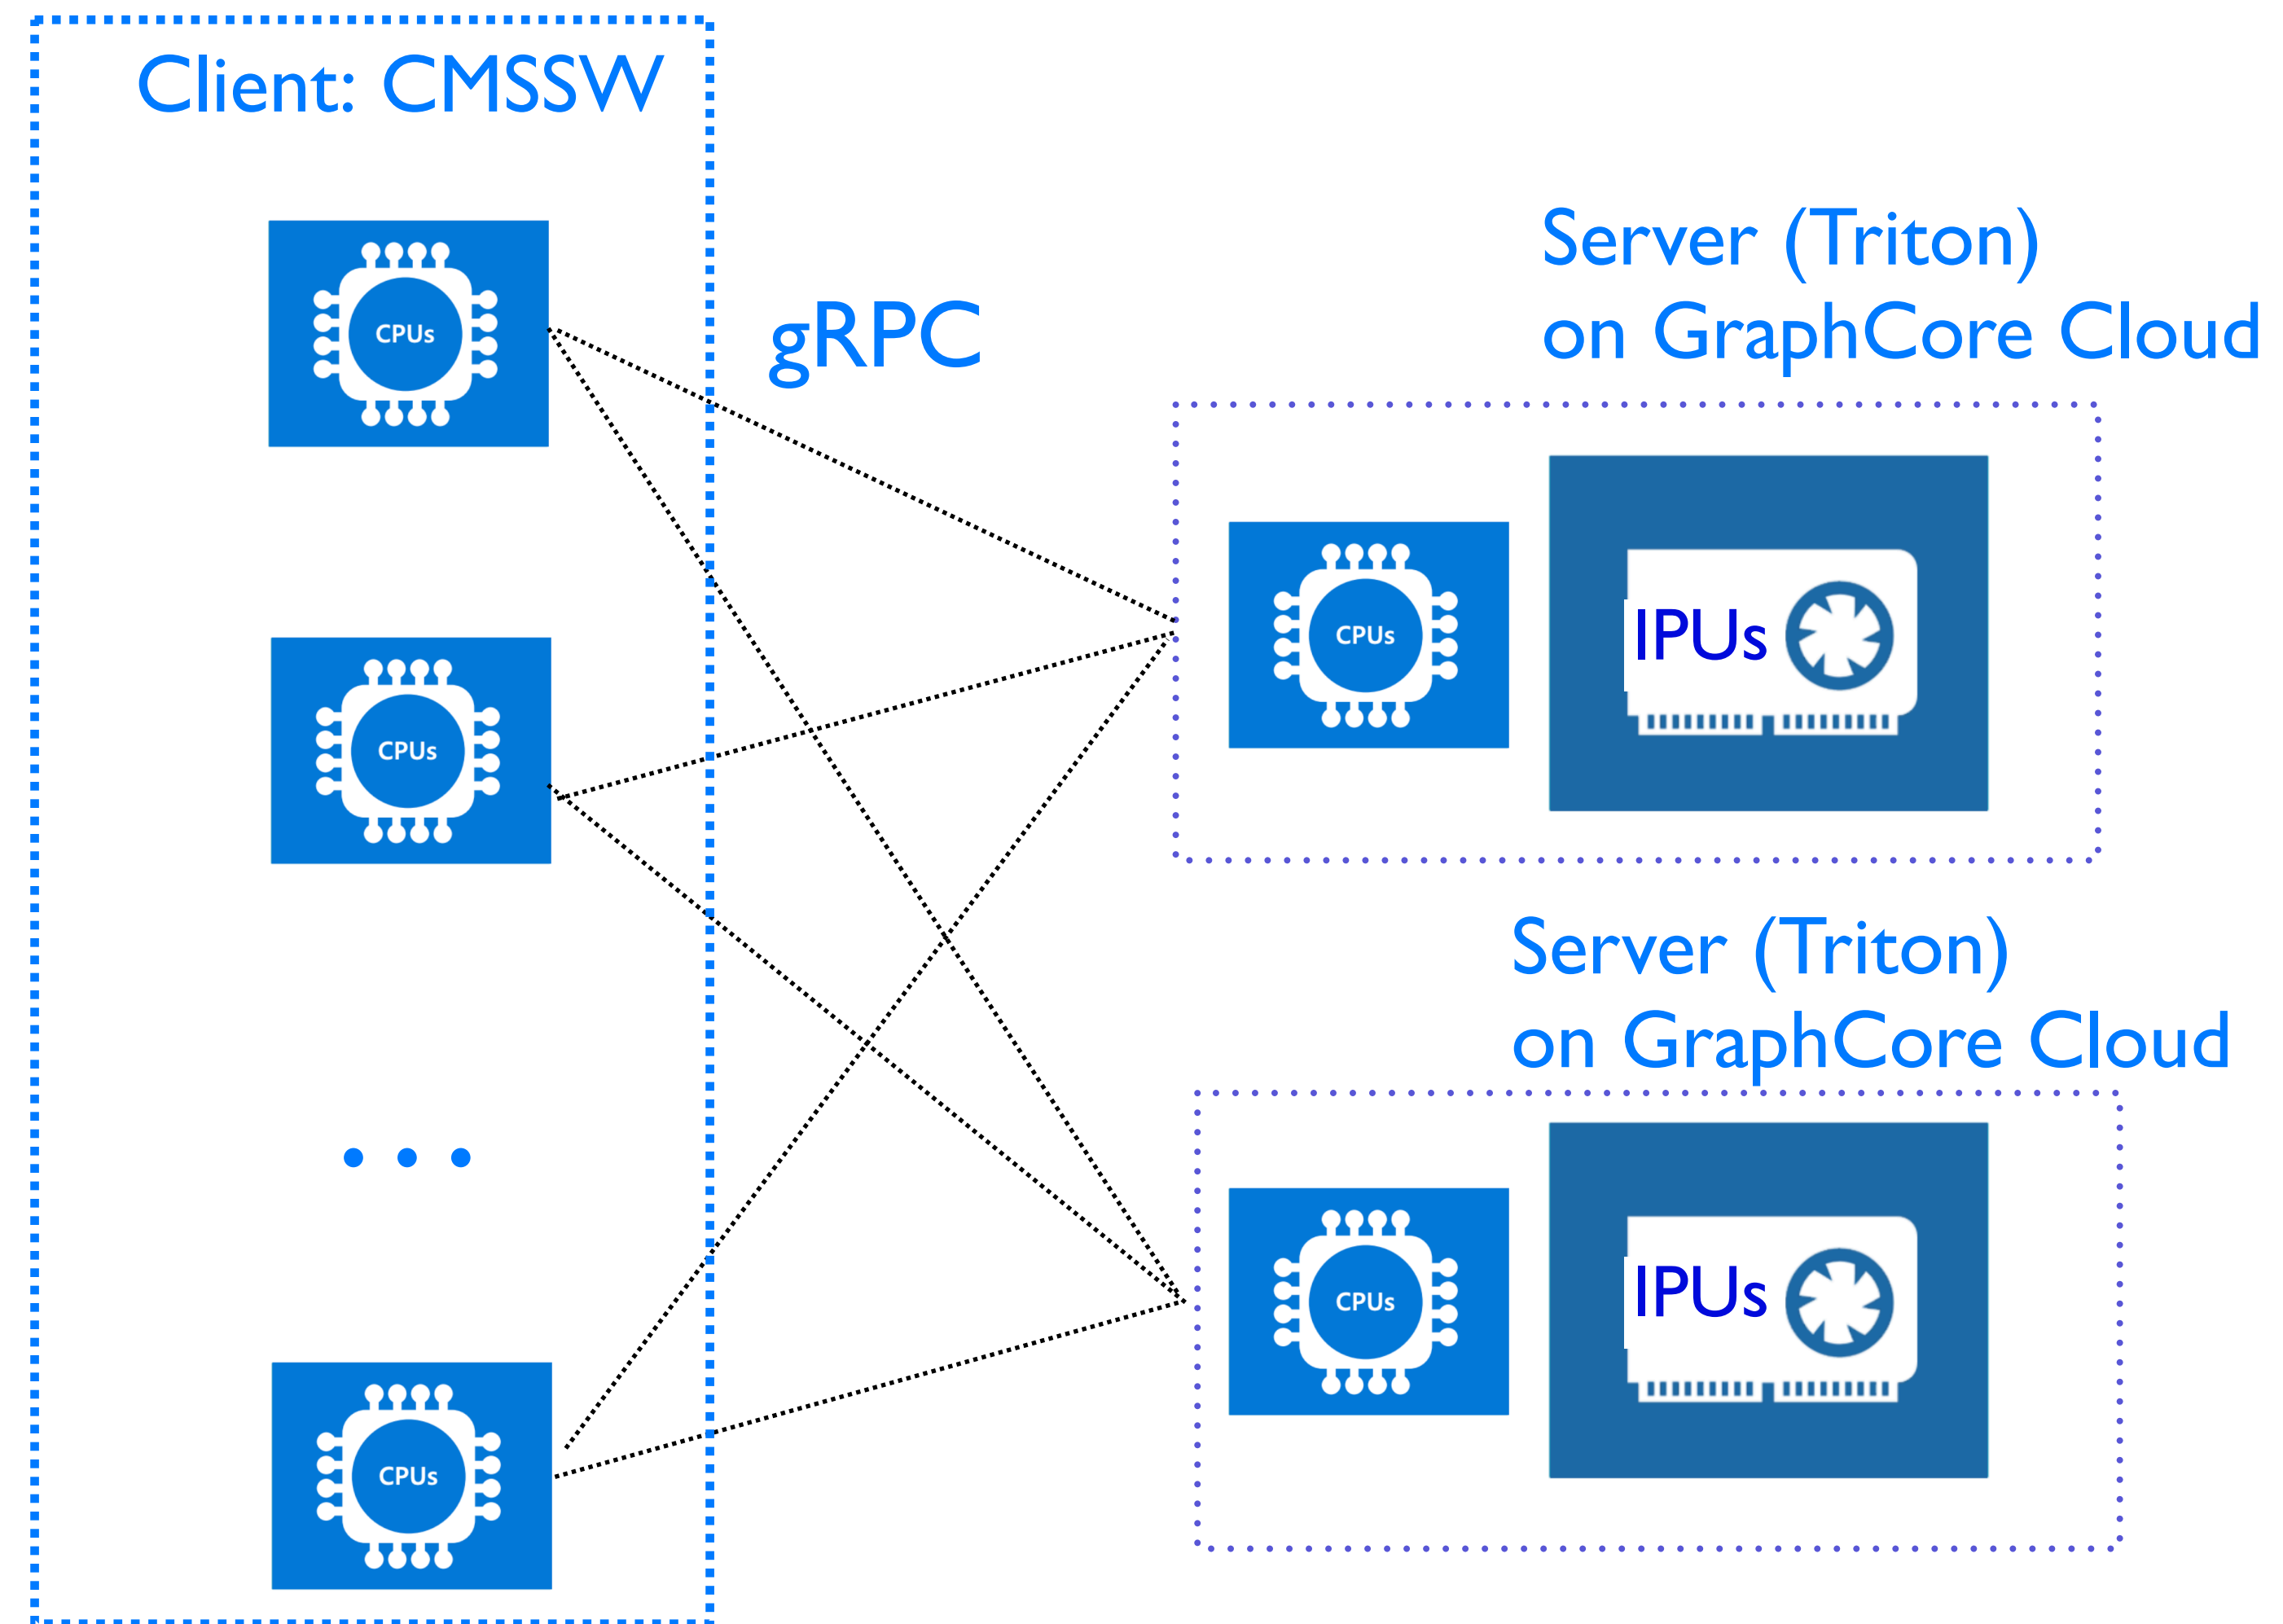 Client: CMSSW
CPUs
CPUs
...
CPUs
gRPC
Server (Triton)
on GraphCore Cloud
CPUs
IPUs
Server (Triton)
on GraphCore Cloud
CPUs
IPUs